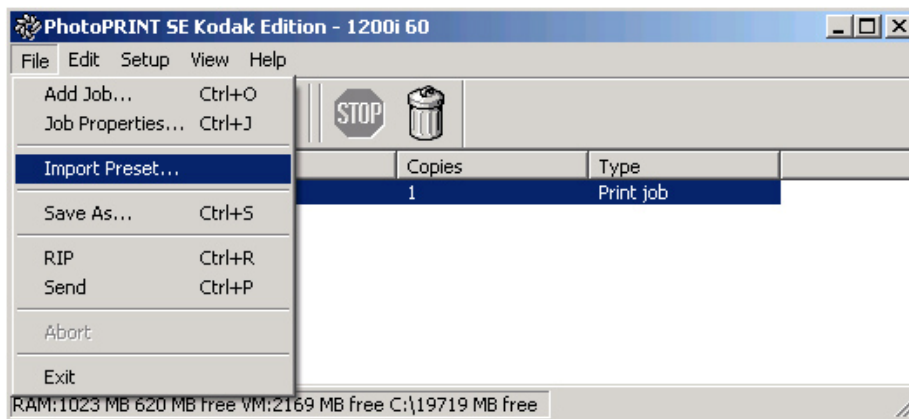 PhotoPRINT SE Kodak Edition - 1200i 60
File Edit Setup View Help
Add Job... Ctrl+O
Job Properties... Ctrl+J
STOP
Import Preset...
Copies Type
1 Print job
Save As... Ctrl+S
RIP Ctrl+R
Send Ctrl+P
Abort
Exit
RAM:1023 MB 620 MB free VM:2169 MB free C:\19719 MB free